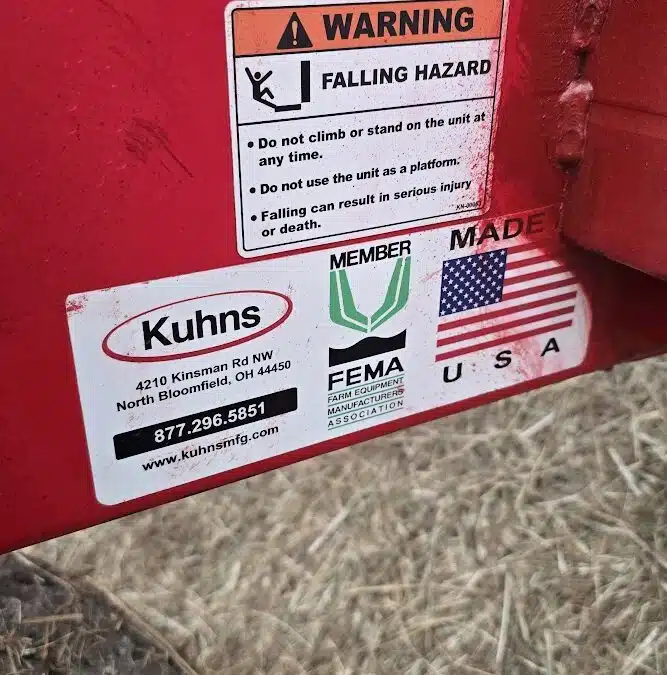 WARNING
FALLING HAZARD
• Do not climb or stand on the unit at
any time.
• Do not use the unit as a platform.
• Falling can result in serious injury
or death.
Kuhns
4210 Kinsman Rd NW
North Bloomfield, OH 44450
877.296.5851
www.kuhnsmfg.com
MEMBER
FEMA
FARM EQUIPMENT
MANUFACTURERS
ASSOCIATION
MADE
USA